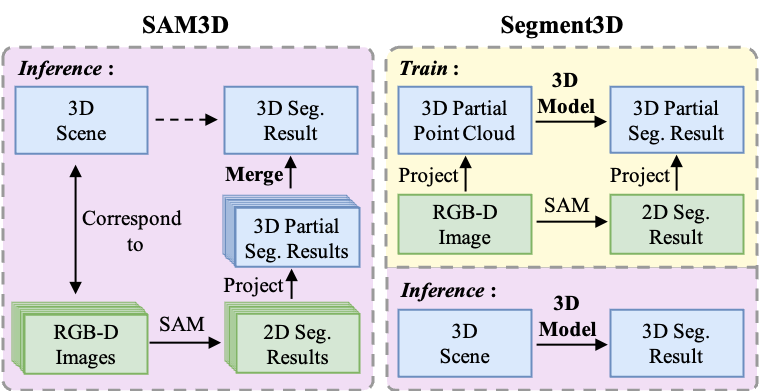 SAM3D
Inference :
3D
Scene
3D Seg.
Result
Merge
Correspond
to
3D Partial
Seg. Results
Project
RGB-D
Images
SAM
2D Seg.
Results
Segment3D
Train :
3D Partial
Point Cloud
3D
Model
3D Partial
Seg. Result
Project
Project
RGB-D
Image
SAM
2D Seg.
Result
Inference :
3D
Scene
3D
Model
3D Seg.
Result